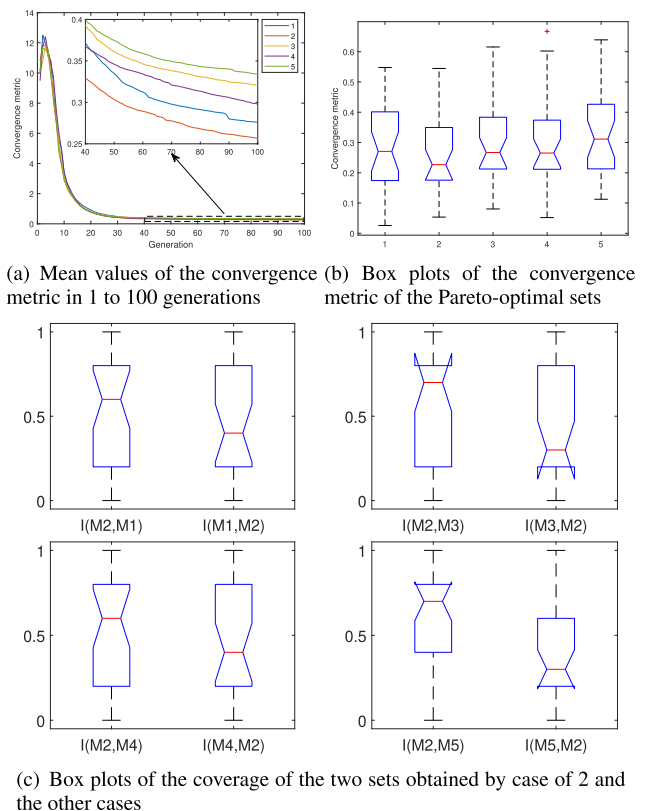 14
12
10
8
6
4
2
0
Convergence metric
0 10 20 30 40 50 60 70 80 90 100
Generation
0.4
0.35
0.3
0.25
40 50 60 70 80 90 100
1
2
3
4
5
0.6
0.5
0.4
0.3
0.2
0.1
0
Convergence metric
1 2 3 4 5
(a) Mean values of the convergence
metric in 1 to 100 generations
(b) Box plots of the convergence
metric of the Pareto-optimal sets
1
0.5
0
I(M2,M1) I(M1,M2)
1
0.5
0
I(M2,M3) I(M3,M2)
1
0.5
0
I(M2,M4) I(M4,M2)
1
0.5
0
I(M2,M5) I(M5,M2)
(c) Box plots of the coverage of the two sets obtained by case of 2 and
the other cases